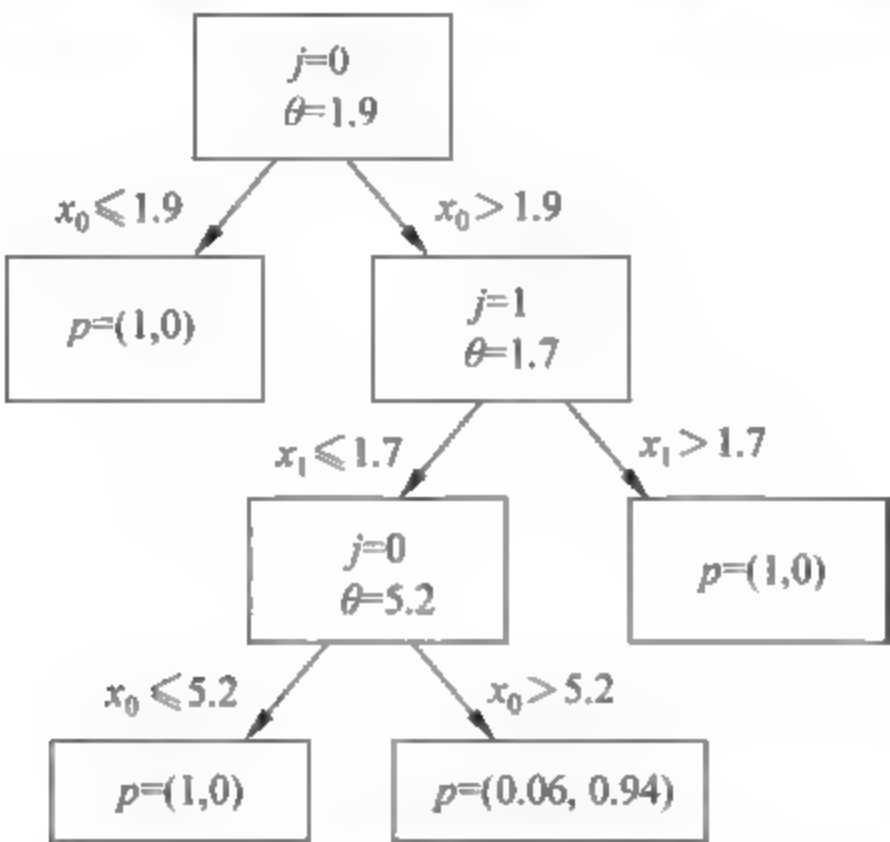 j=0
θ=1.9
x₀⩽1.9
x₀>1.9
p=(1,0)
j=1
θ=1.7
x₁⩽1.7
x₁>1.7
j=0
θ=5.2
p=(1,0)
x₀⩽5.2
x₀>5.2
p=(1,0)
p=(0.06, 0.94)